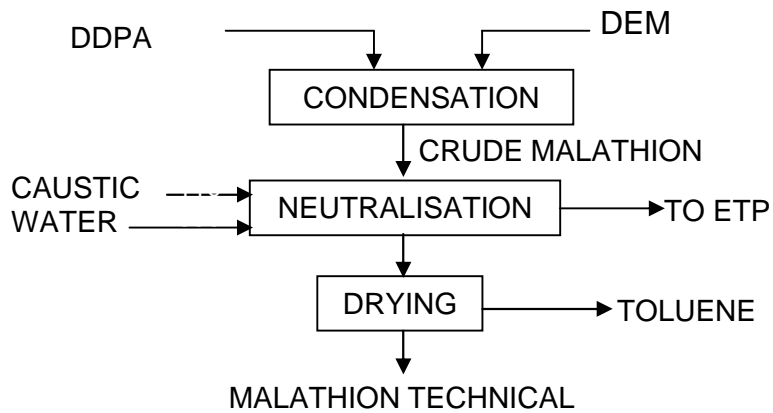 DDPA
DEM
CONDENSATION
CRUDE MALATHION
CAUSTIC
WATER
NEUTRALISATION
TO ETP
DRYING
TOLUENE
MALATHION TECHNICAL